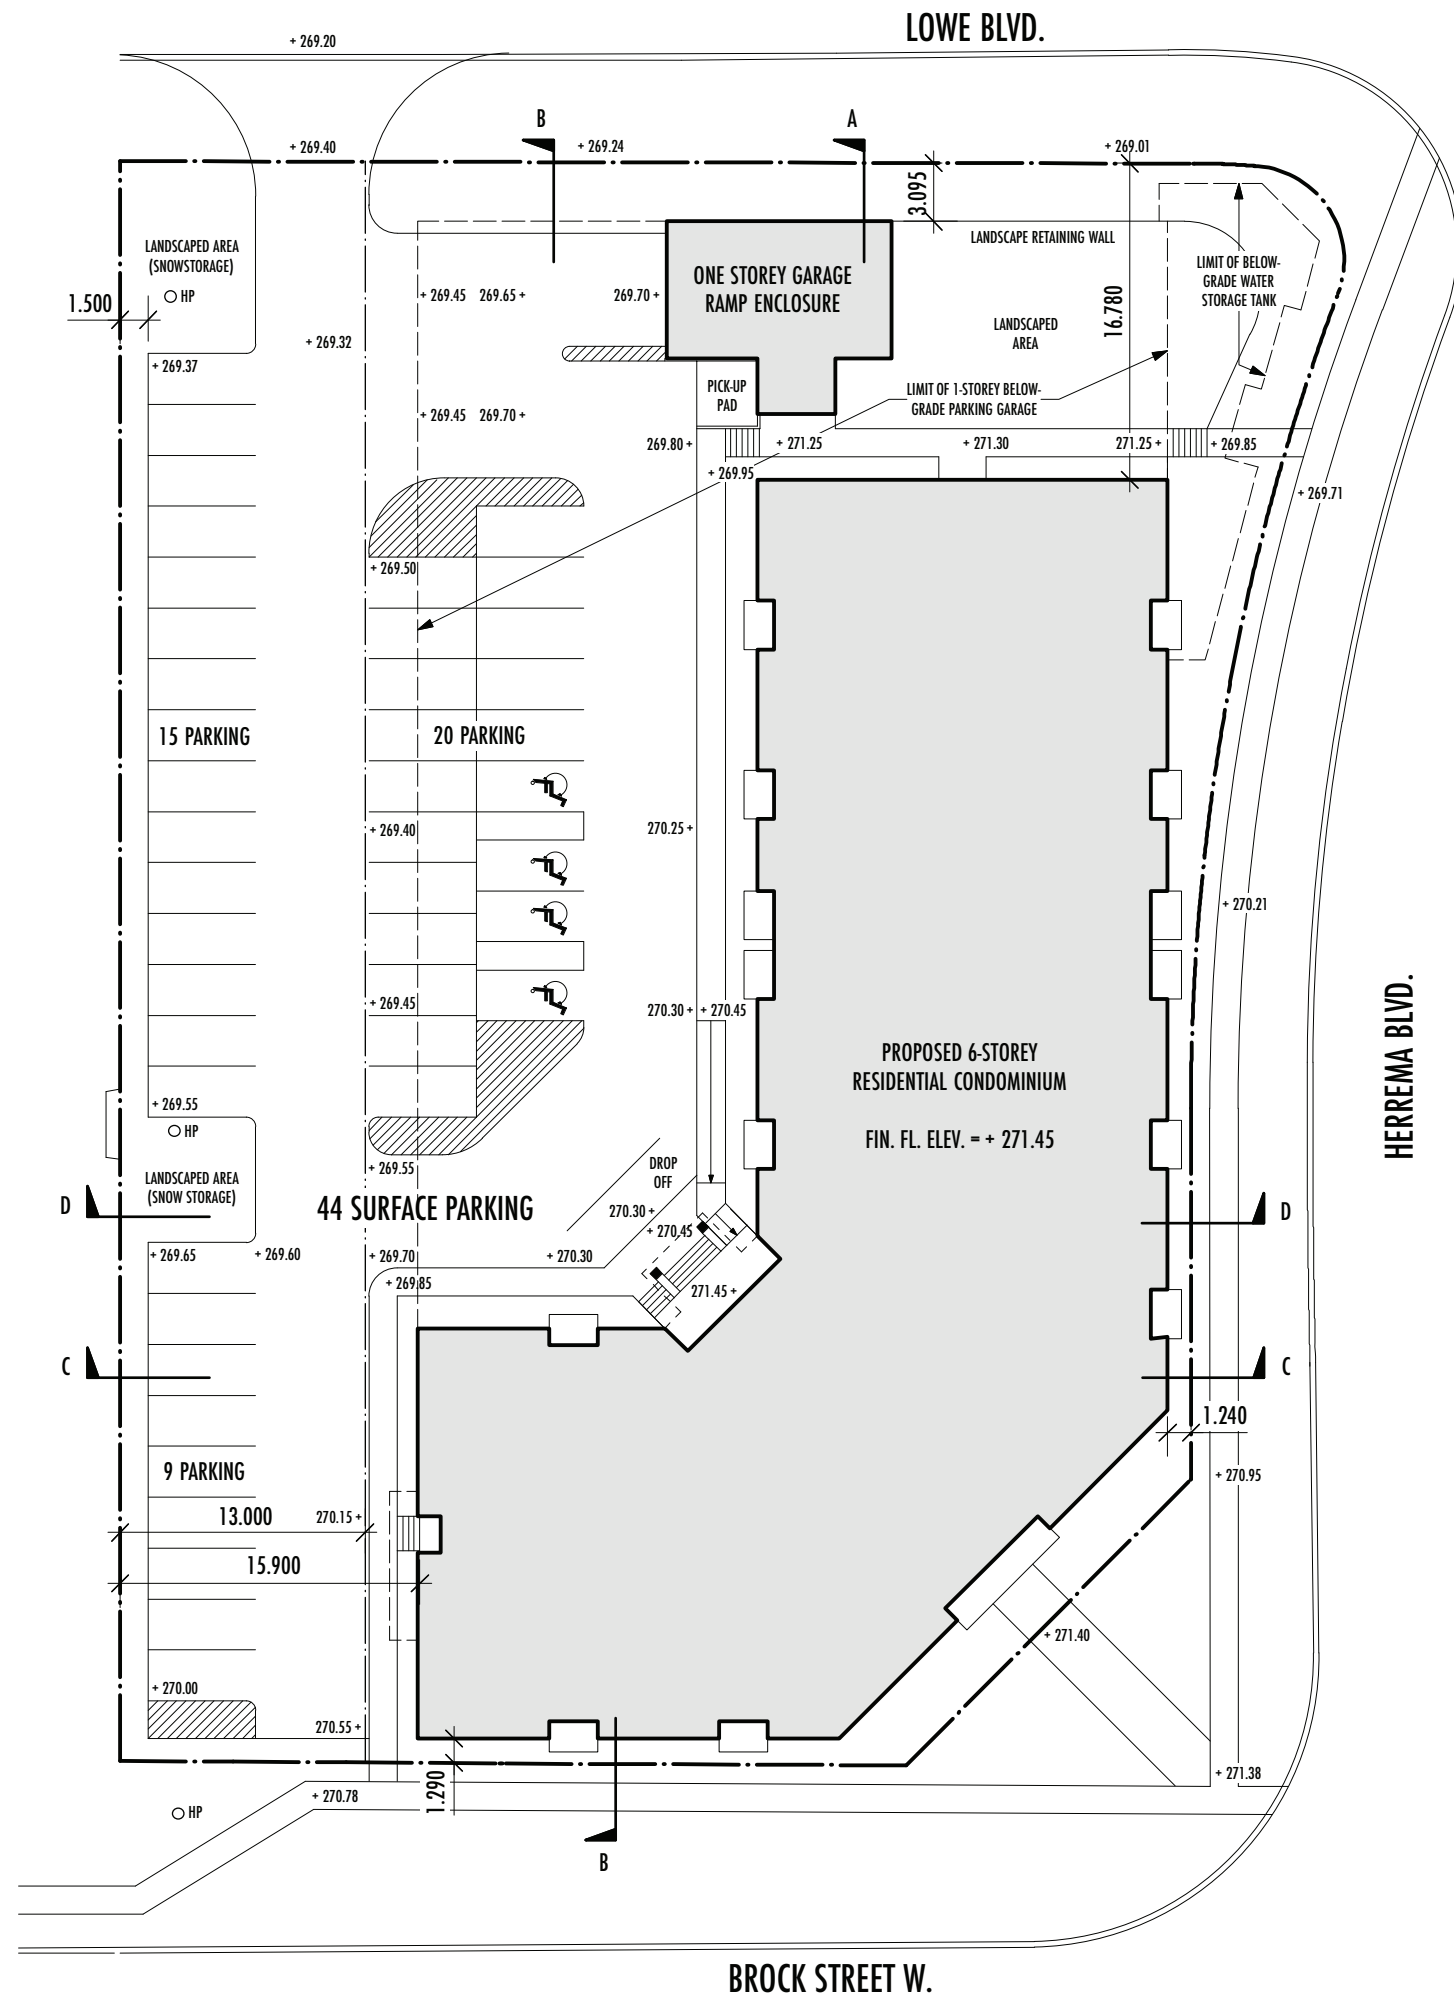 LOWE BLVD.
+ 269.20
B
A
+ 269.40
+ 269.24
+ 269.01
3.095
LANDSCAPED AREA
(SNOWSTORAGE)
HP
1.500
LANDSCAPE RETAINING WALL
ONE STOREY GARAGE
RAMP ENCLOSURE
LIMIT OF BELOW-
GRADE WATER
STORAGE TANK
+ 269.45
269.65 +
269.70 +
16.780
LANDSCAPED
AREA
+ 269.32
+ 269.37
PICK-UP
PAD
LIMIT OF 1-STOREY BELOW-
GRADE PARKING GARAGE
+ 269.45
269.70 +
269.80 +
+ 271.25
+ 271.30
271.25 +
+ 269.85
+ 269.95
+ 269.71
+ 269.50
15 PARKING
20 PARKING
+ 269.40
270.25 +
+ 270.21
+ 269.45
270.30 +
+ 270.45
HERREMA BLVD.
PROPOSED 6-STOREY
RESIDENTIAL CONDOMINIUM
FIN. FL. ELEV. = + 271.45
+ 269.55
HP
+ 269.55
DROP
OFF
LANDSCAPED AREA
(SNOW STORAGE)
D
44 SURFACE PARKING
270.30 +
+ 270.45
D
+ 269.65
+ 269.60
+ 269.70
+ 270.30
+ 269.85
271.45 +
C
C
1.240
9 PARKING
+ 270.95
13.000
270.15 +
15.900
+ 271.40
+ 270.00
270.55 +
1.290
+ 271.38
+ 270.78
HP
B
BROCK STREET W.